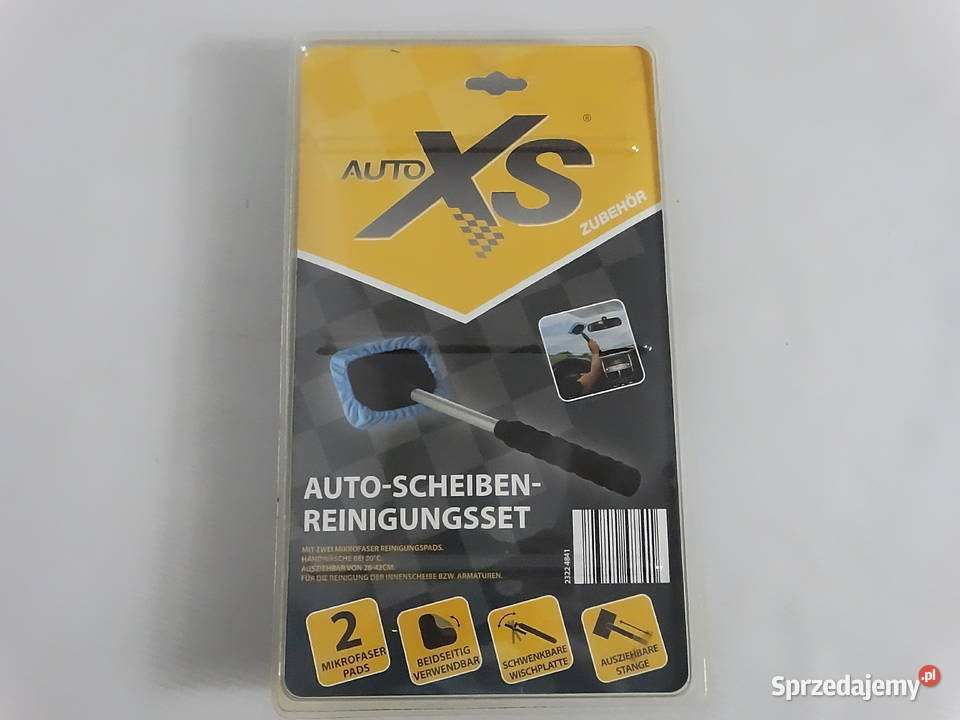 AUTO XS ®
ZUBEHÖR
AUTO-SCHEIBEN-
REINIGUNGSSET
MIT ZWEI MIKROFASER REINIGUNGSPADS.
HANDWÄSCHE BEI 30°C.
AUSZIEHBAR VON 28-42CM.
FÜR DIE REINIGUNG DER INNENSCHEIBE BZW. ARMATUREN.
2322 4841
2
MIKROFASER
PADS
BEIDSEITIG
VERWENDBAR
SCHWENKBARE
WISCHPLATTE
AUSZIEHBARE
STANGE
Sprzedajemy.pl